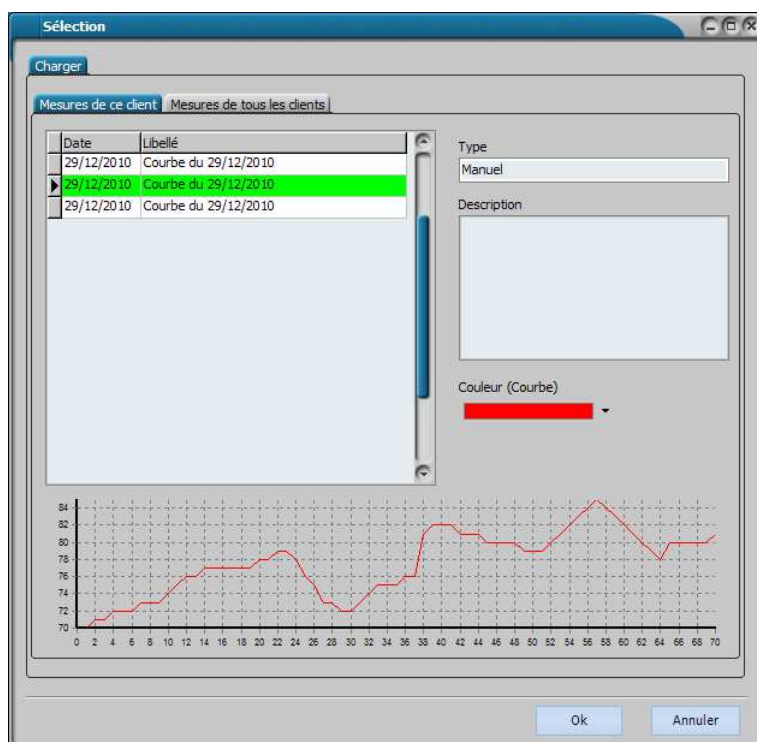 Sélection
Charger
Mesures de ce client Mesures de tous les clients
Date Libellé
29/12/2010 Courbe du 29/12/2010
29/12/2010 Courbe du 29/12/2010
29/12/2010 Courbe du 29/12/2010
Type
Manuel
Description
Couleur (Courbe)
84
82
80
78
76
74
72
70
0 2 4 6 8 10 12 14 16 18 20 22 24 26 28 30 32 34 36 38 40 42 44 46 48 50 52 54 56 58 60 62 64 66 68 70
Ok Annuler